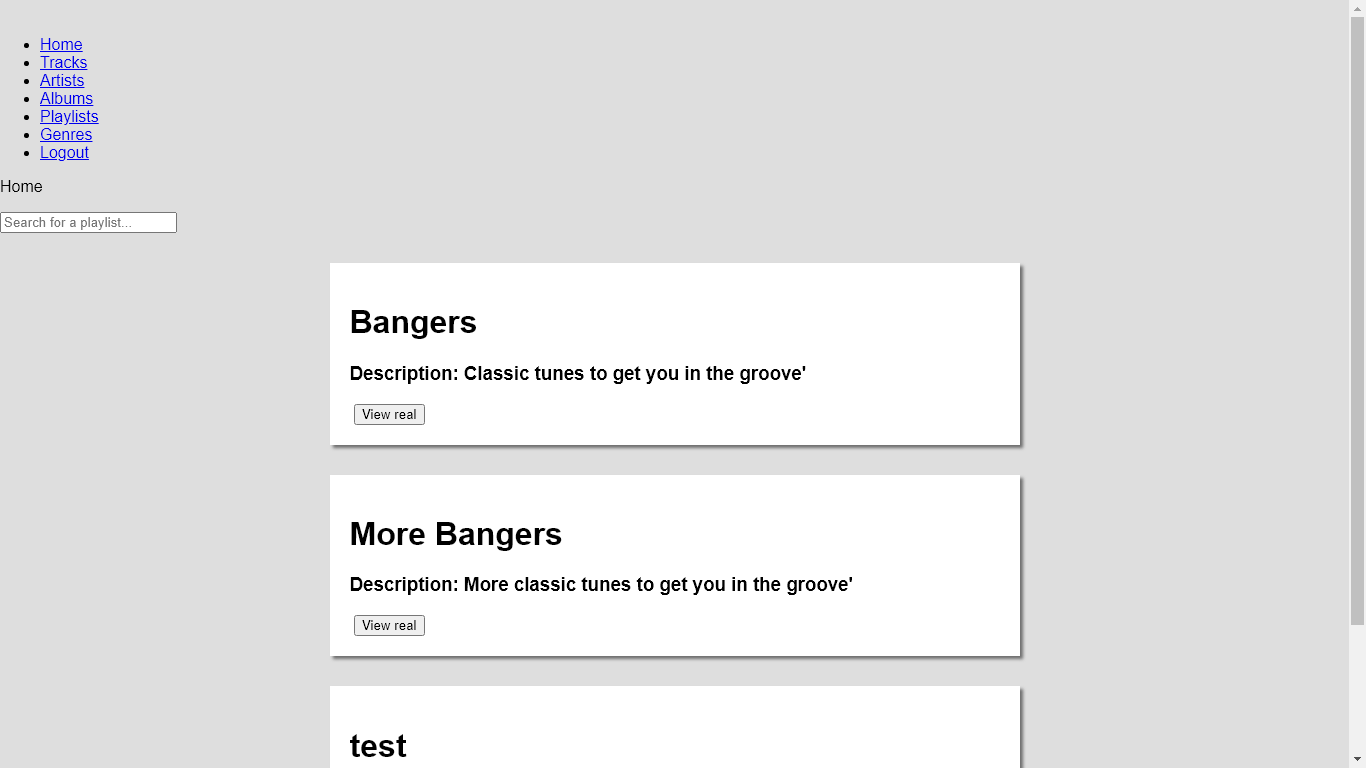 Home
Tracks
Artists
Albums
Playlists
Genres
Logout
Home
Search for a playlist...
Bangers
Description: Classic tunes to get you in the groove'
View real
More Bangers
Description: More classic tunes to get you in the groove'
View real
test